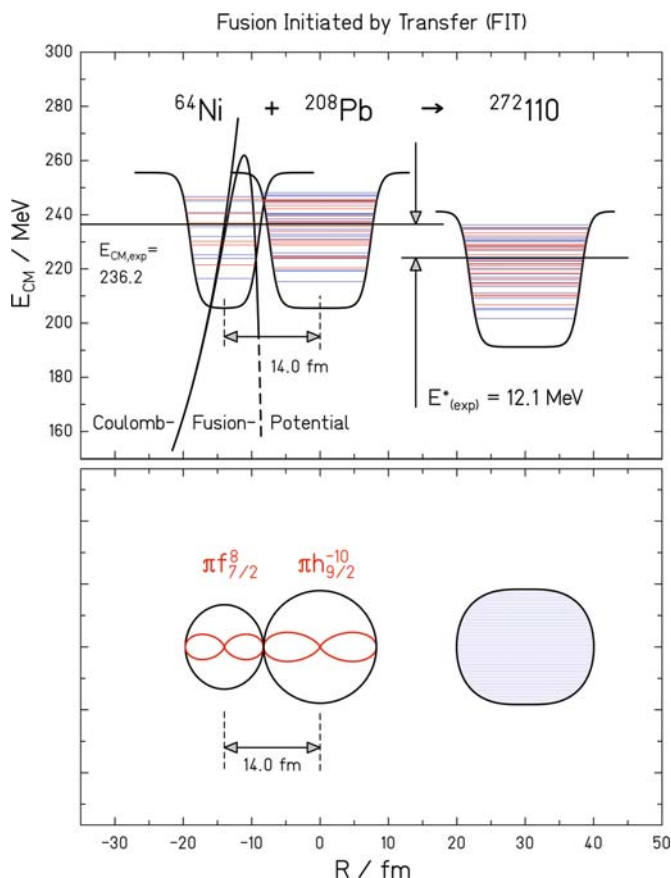 Fusion Initiated by Transfer (FIT)
300
280
260
240
220
200
180
160
E_CM / MeV
⁶⁴Ni + ²⁰⁸Pb → ²⁷²110
E_CM,exp =
236.2
14.0 fm
E*(exp) = 12.1 MeV
Coulomb- Fusion- Potential
πf⁸₇/₂ πh⁻¹⁰₉/₂
14.0 fm
-30 -20 -10 0 10 20 30 40 50
R / fm